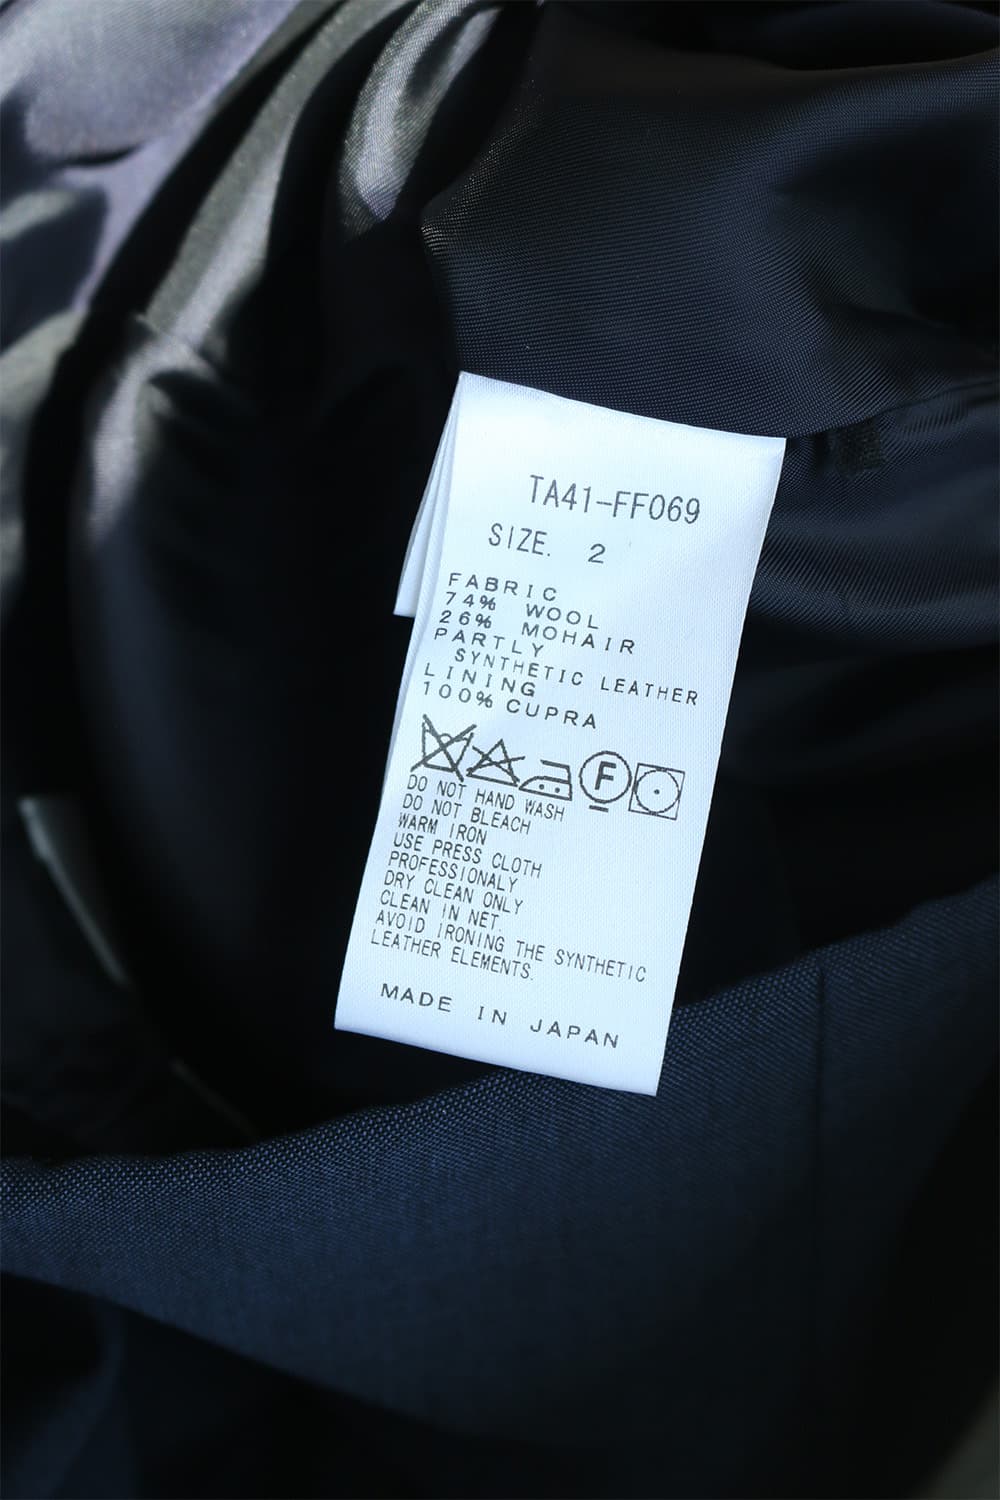 TA41-FF069
SIZE. 2
FABRIC
74% WOOL
26% MOHAIR
PARTLY
SYNTHETIC LEATHER
LINING
100% CUPRA
F
DO NOT HAND WASH
DO NOT BLEACH
WARM IRON
USE PRESS CLOTH
PROFESSIONALY
DRY CLEAN ONLY
CLEAN IN NET.
AVOID IRONING THE SYNTHETIC
LEATHER ELEMENTS.
MADE IN JAPAN